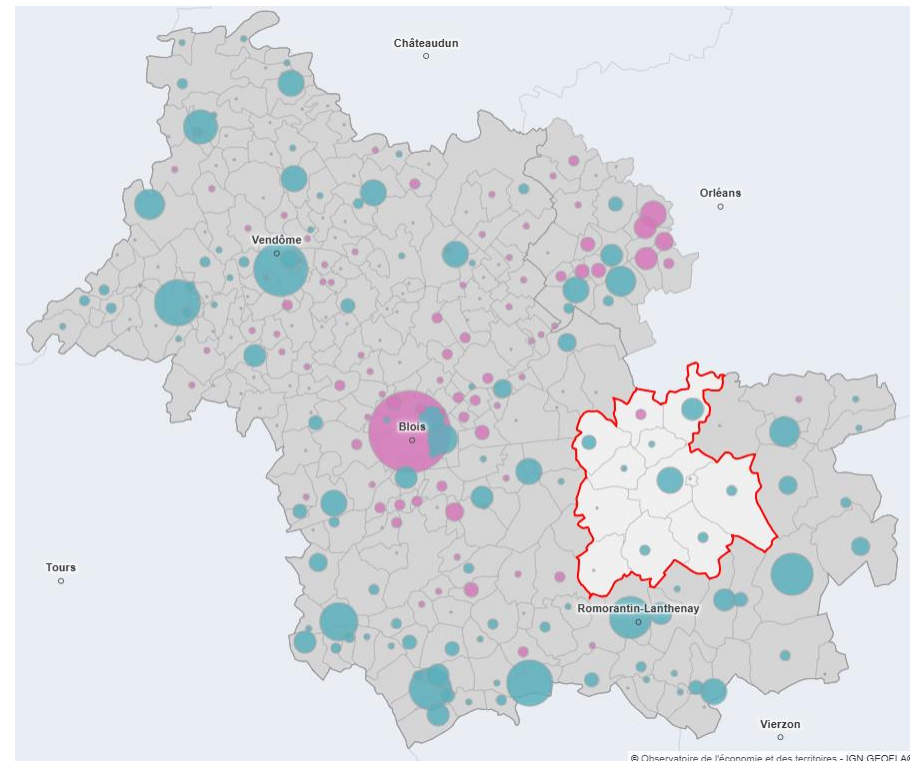 Châteaudun
Orléans
Vendôme
Blois
Tours
Romorantin-Lanthenay
Vierzon
© Observatoire de l'économie et des territoires - IGN GEOFLA©